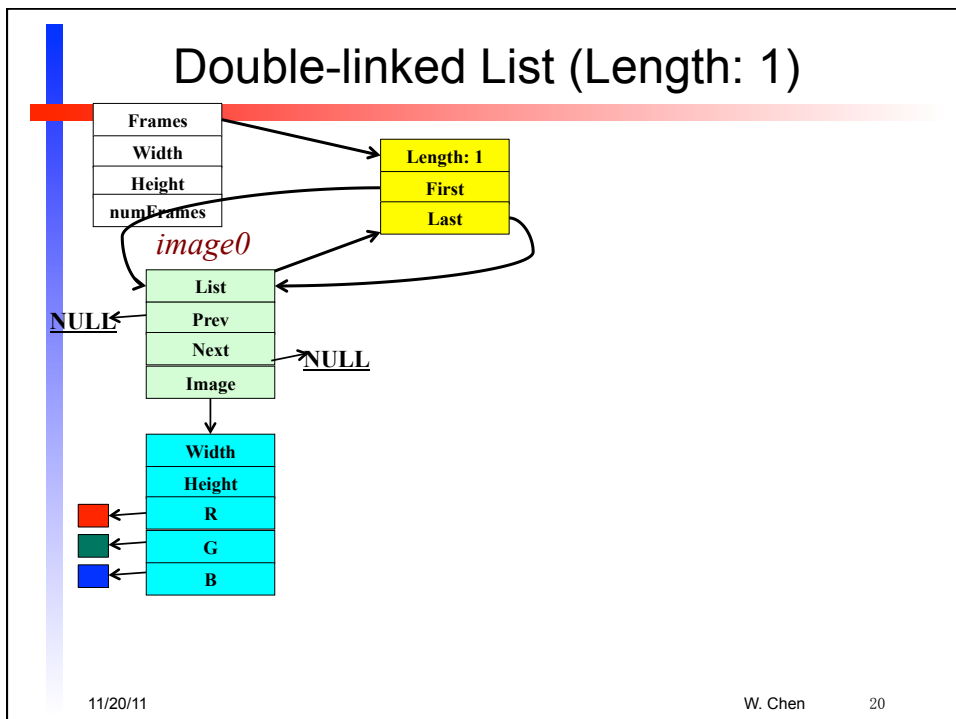 Double-linked List (Length: 1)
Frames
Width
Height
numFrames
Length: 1
First
Last
image0
List
Prev
Next
Image
NULL
NULL
Width
Height
R
G
B
11/20/11
W. Chen
20